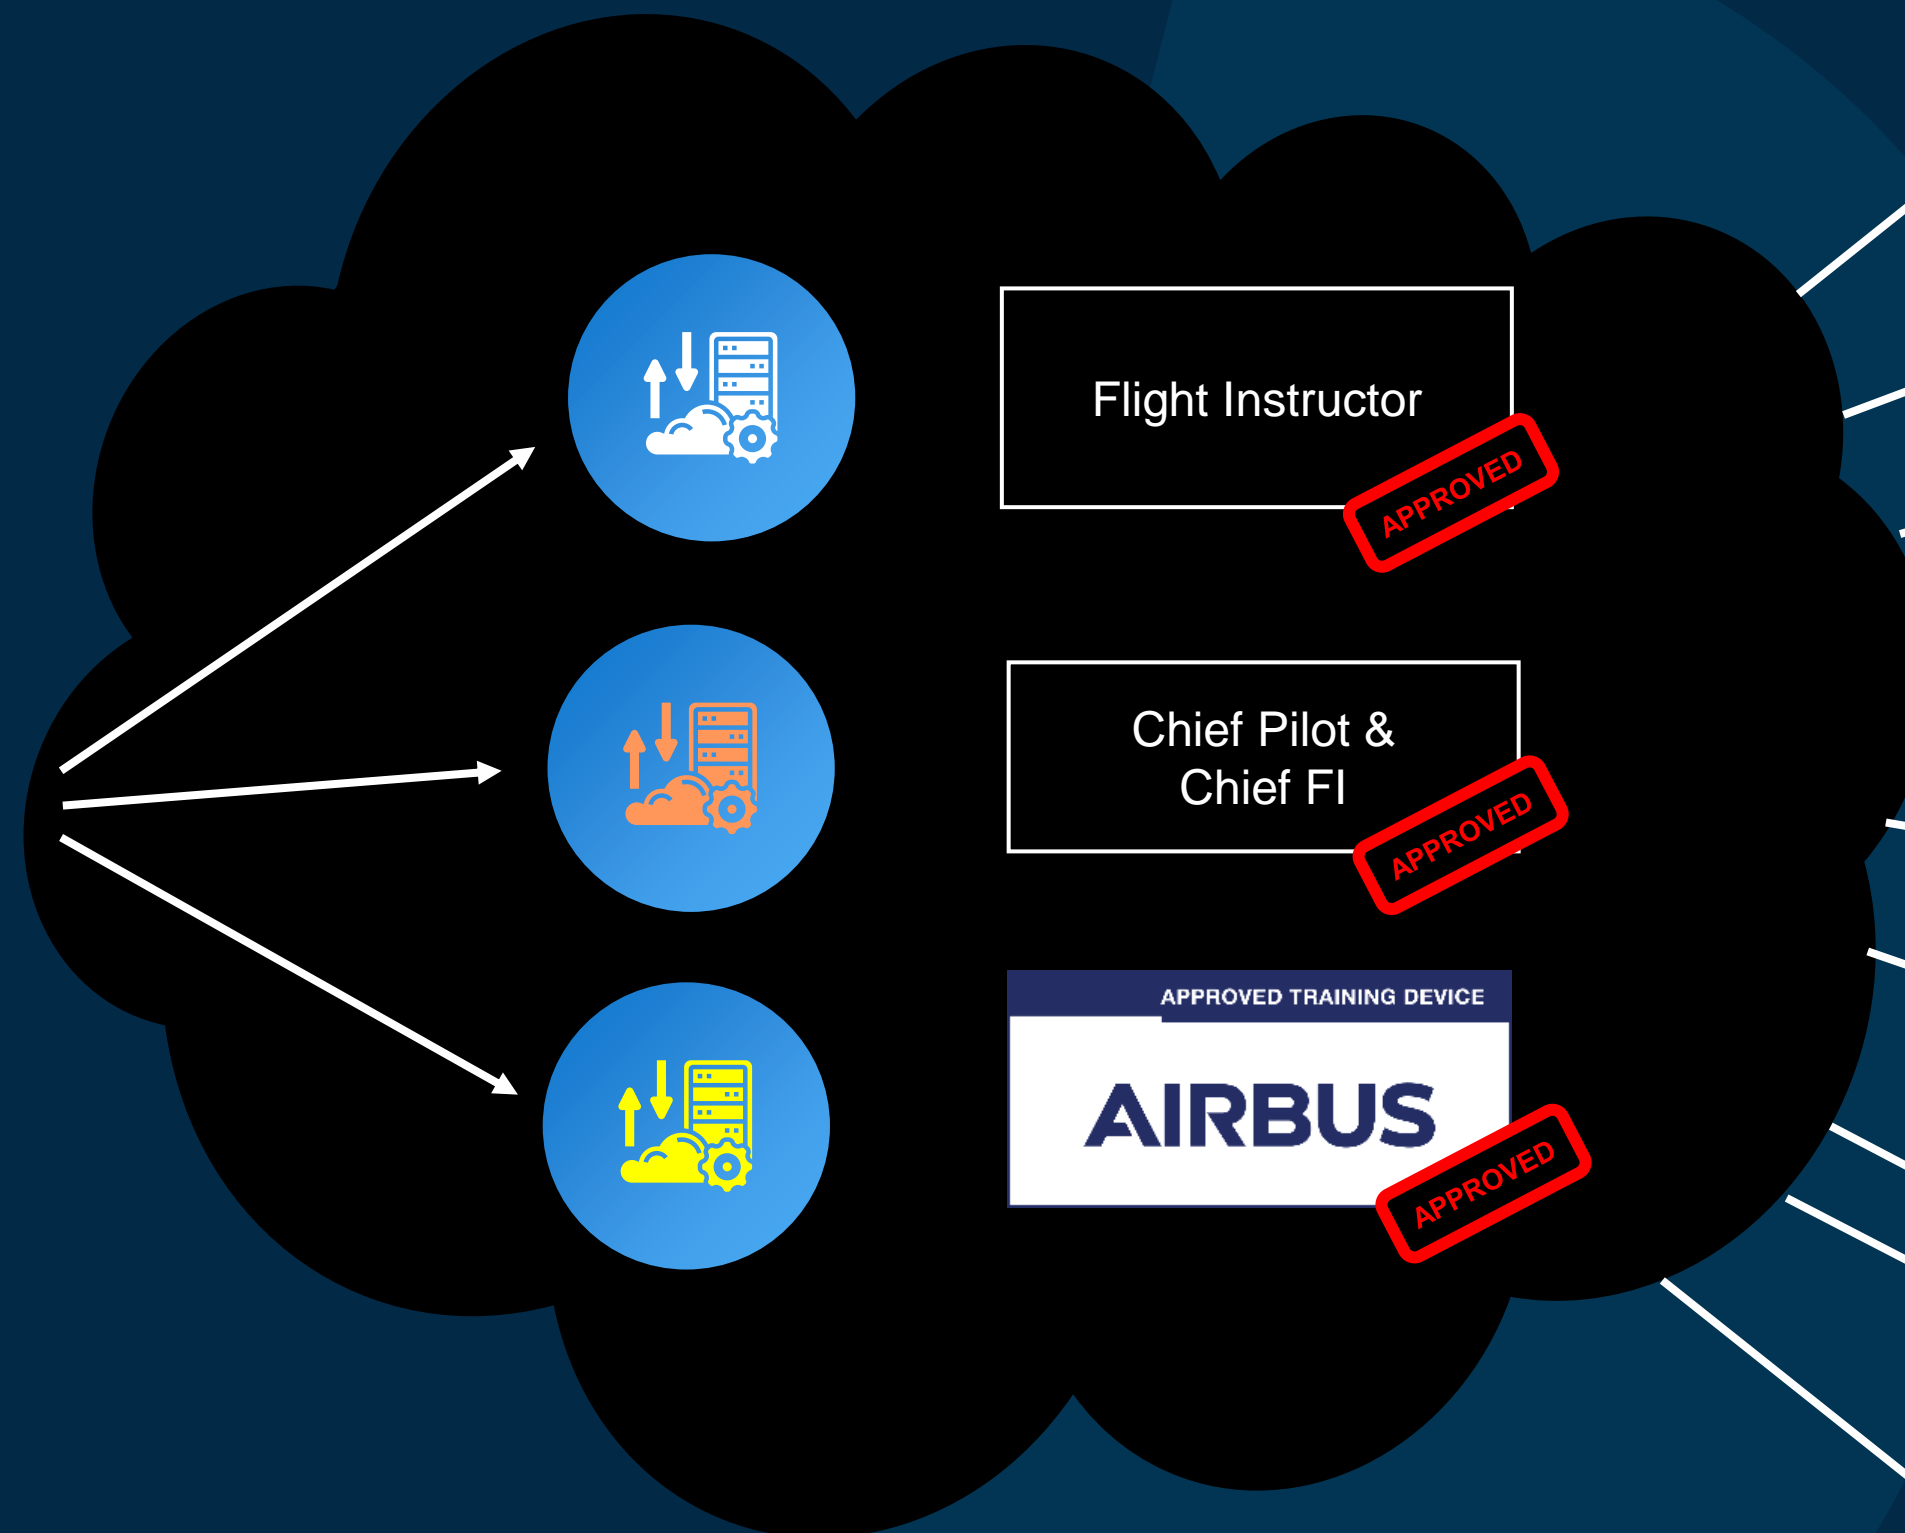 Flight Instructor
APPROVED
Chief Pilot &
Chief FI
APPROVED
APPROVED TRAINING DEVICE
AIRBUS
APPROVED